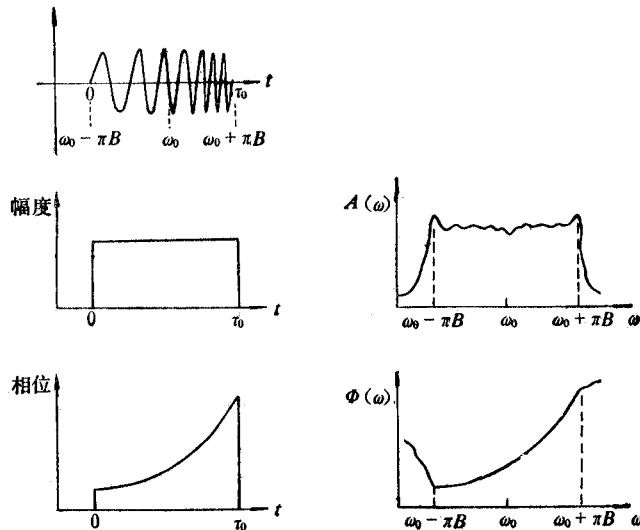 0
τ₀
t
ω₀ − πB
ω₀
ω₀ + πB
幅度
0
τ₀
t
A(ω)
ω₀ − πB
ω₀
ω₀ + πB
ω
相位
0
τ₀
t
Φ(ω)
ω₀ − πB
ω₀
ω₀ + πB
ω